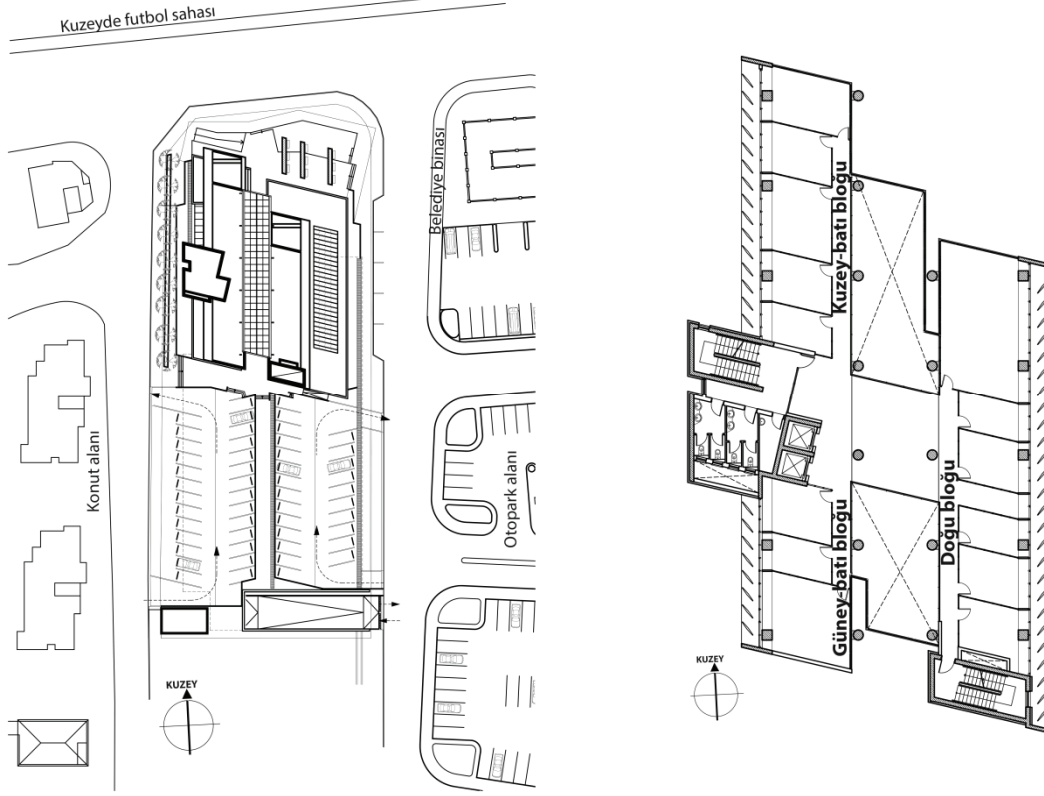 Kuzeyde futbol sahası
Belediye binası
Konut alanı
Otopark alanı
KUZEY
Kuzey-batı bloğu
Güney-batı bloğu
Doğu bloğu
KUZEY